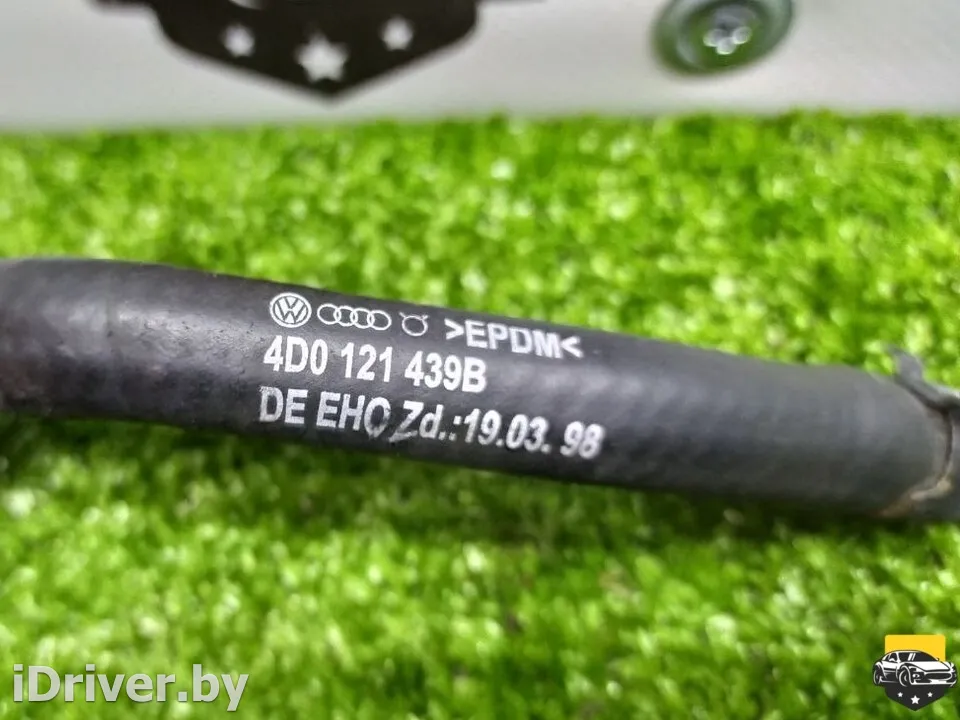 >EPDM<
4D0 121 439B
DE EHO Zd.:19.03. 98
iDriver.by